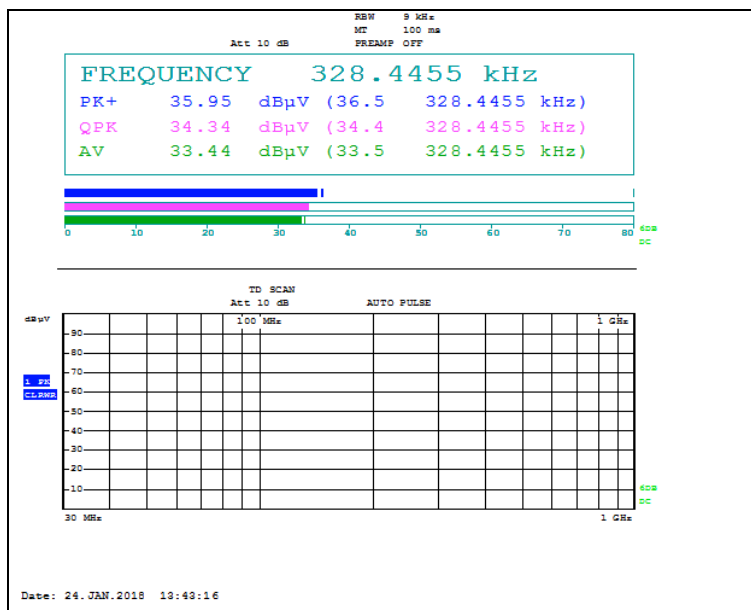 RBW 9 kHz
MT 100 ms
Att 10 dB PREAMP OFF
FREQUENCY 328.4455 kHz
PK+ 35.95 dBµV (36.5 328.4455 kHz)
QPK 34.34 dBµV (34.4 328.4455 kHz)
AV 33.44 dBµV (33.5 328.4455 kHz)
0 10 20 30 40 50 60 70 80
6DB
DC
TD SCAN
Att 10 dB AUTO PULSE
dBµV 100 MHz 1 GHz
90
80
70
1 PK
60
CLRWR
50
40
30
20
10
6DB
DC
30 MHz 1 GHz
Date: 24.JAN.2018 13:43:16